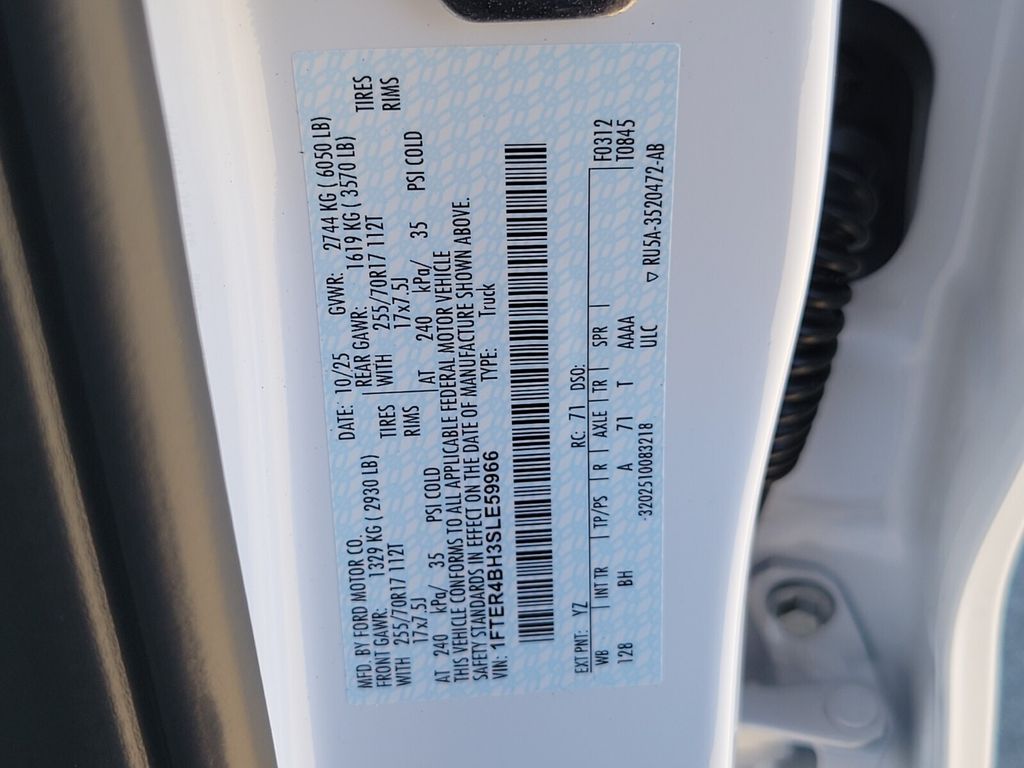 MFD. BY FORD MOTOR CO. DATE: 10/25 GVWR: 2744 KG ( 6050 LB)
FRONT GAWR: 1329 KG ( 2930 LB) REAR GAWR: 1619 KG ( 3570 LB)
WITH 255/70R17 112T TIRES WITH 255/70R17 112T TIRES
17x7.5J RIMS 17x7.5J RIMS
AT 240 kPa/ 35 PSI COLD AT 240 kPa/ 35 PSI COLD
THIS VEHICLE CONFORMS TO ALL APPLICABLE FEDERAL MOTOR VEHICLE
SAFETY STANDARDS IN EFFECT ON THE DATE OF MANUFACTURE SHOWN ABOVE.
VIN: 1FTER4BH3SLE59966 TYPE: Truck
EXT PNT: YZ RC: 71 DSO: F0312
WB INT TR TP/PS R AXLE TR SPR T0845
128 BH A 71 T AAAA
ULC
3202510083218 ▽ RU5A-3520472-AB